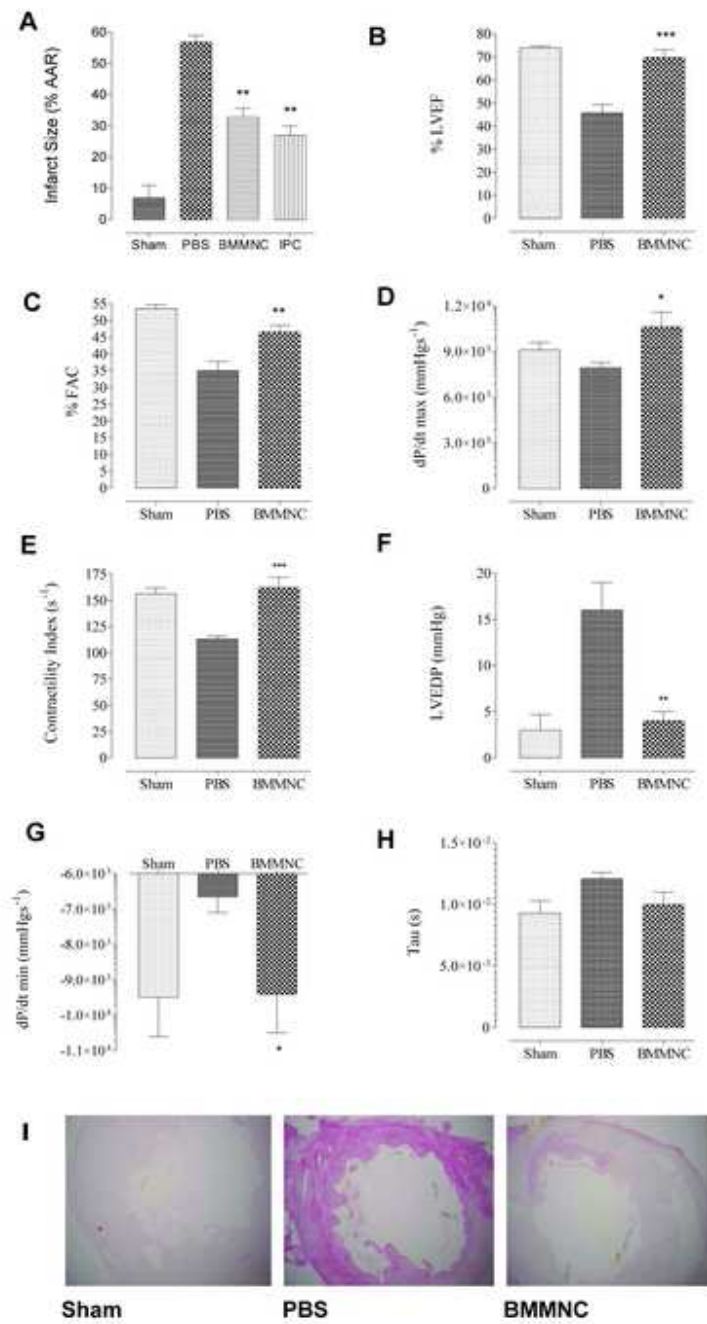 A
Infarct Size (% AAR)
60
50
40
30
20
10
0
** **
Sham PBS BMMNC IPC
B
% LVEF
80
70
60
50
40
30
20
10
0
***
Sham PBS BMMNC
C
% FAC
55
50
45
40
35
30
25
20
15
10
5
0
**
Sham PBS BMMNC
D
dP/dt max (mmHgs⁻¹)
9.0×10³
6.0×10³
3.0×10³
0
*
Sham PBS BMMNC
E
Contractility Index (s⁻¹)
175
150
125
100
75
50
25
0
***
Sham PBS BMMNC
F
LVEDP (mmHg)
20
15
10
5
0
**
Sham PBS BMMNC
G
Sham PBS BMMNC
dP/dt min (mmHgs⁻¹)
-6.0×10³
-7.0×10³
-8.0×10³
-9.0×10³
-1.0×10⁴
-1.1×10⁴
*
H
Tau (s)
1.5×10⁻²
1.0×10⁻²
5.0×10⁻³
0
Sham PBS BMMNC
I
Sham PBS BMMNC